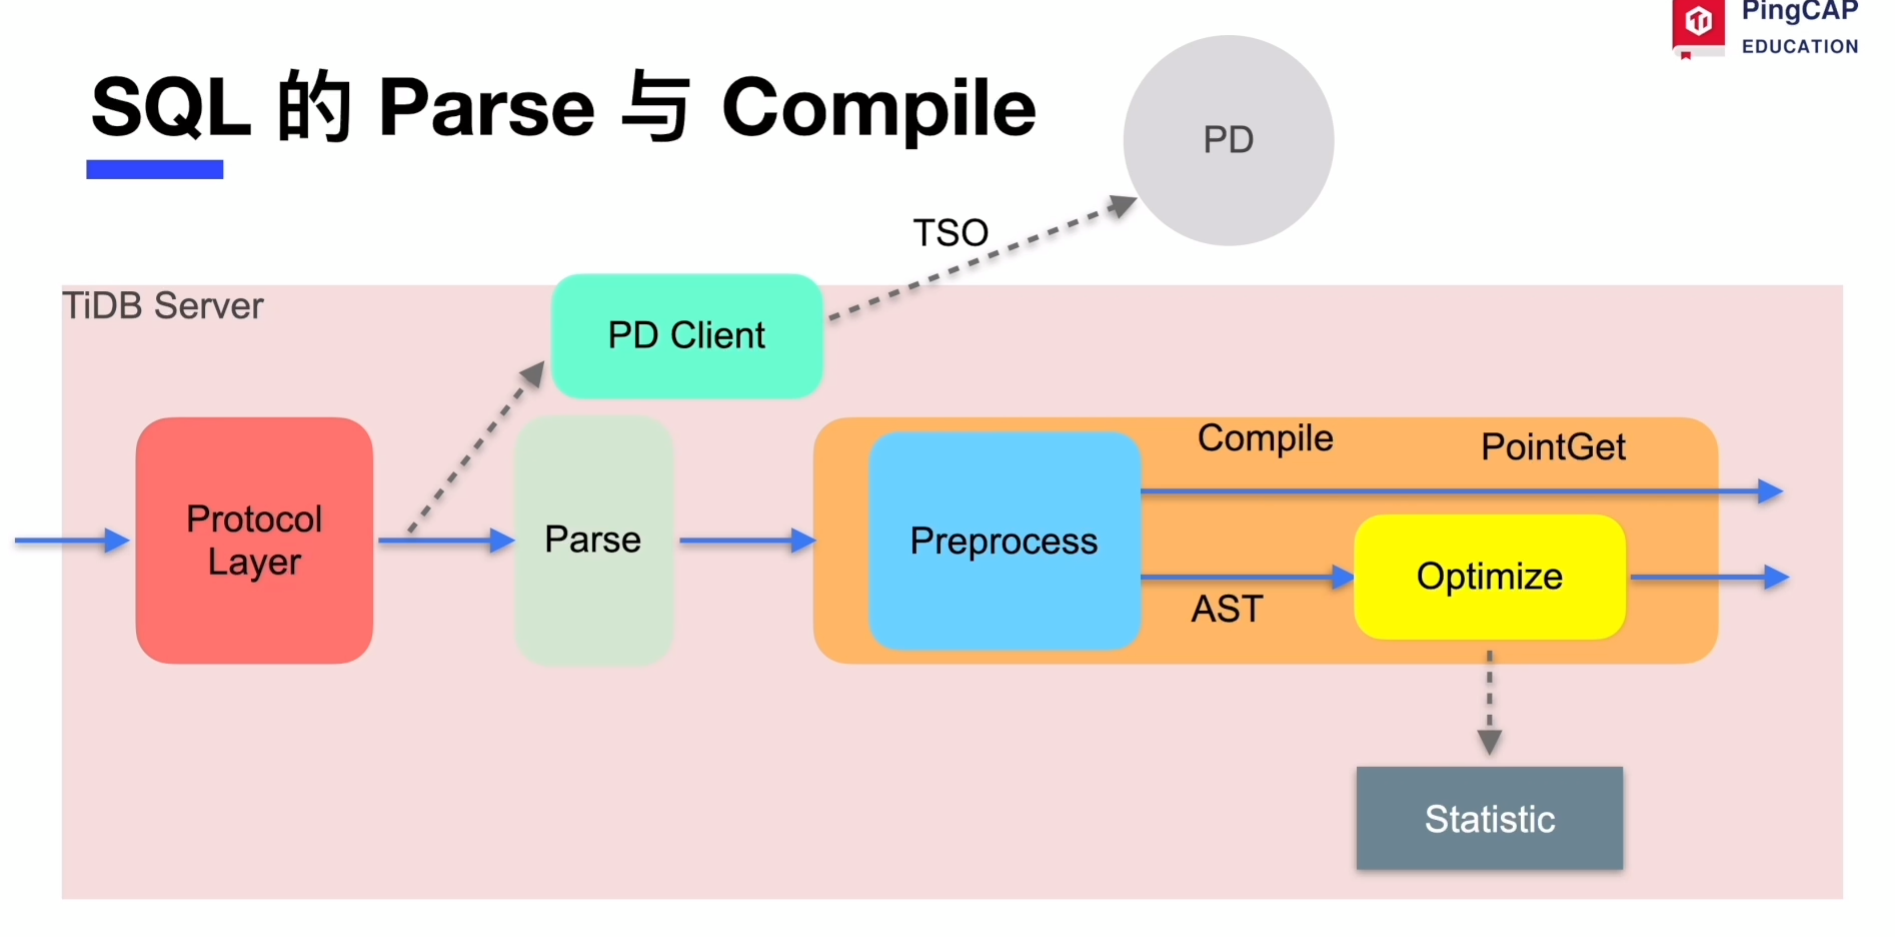 PingCAP
EDUCATION
SQL 的 Parse 与 Compile
PD
TSO
TiDB Server
PD Client
Protocol
Layer
Parse
Preprocess
Compile
PointGet
AST
Optimize
Statistic